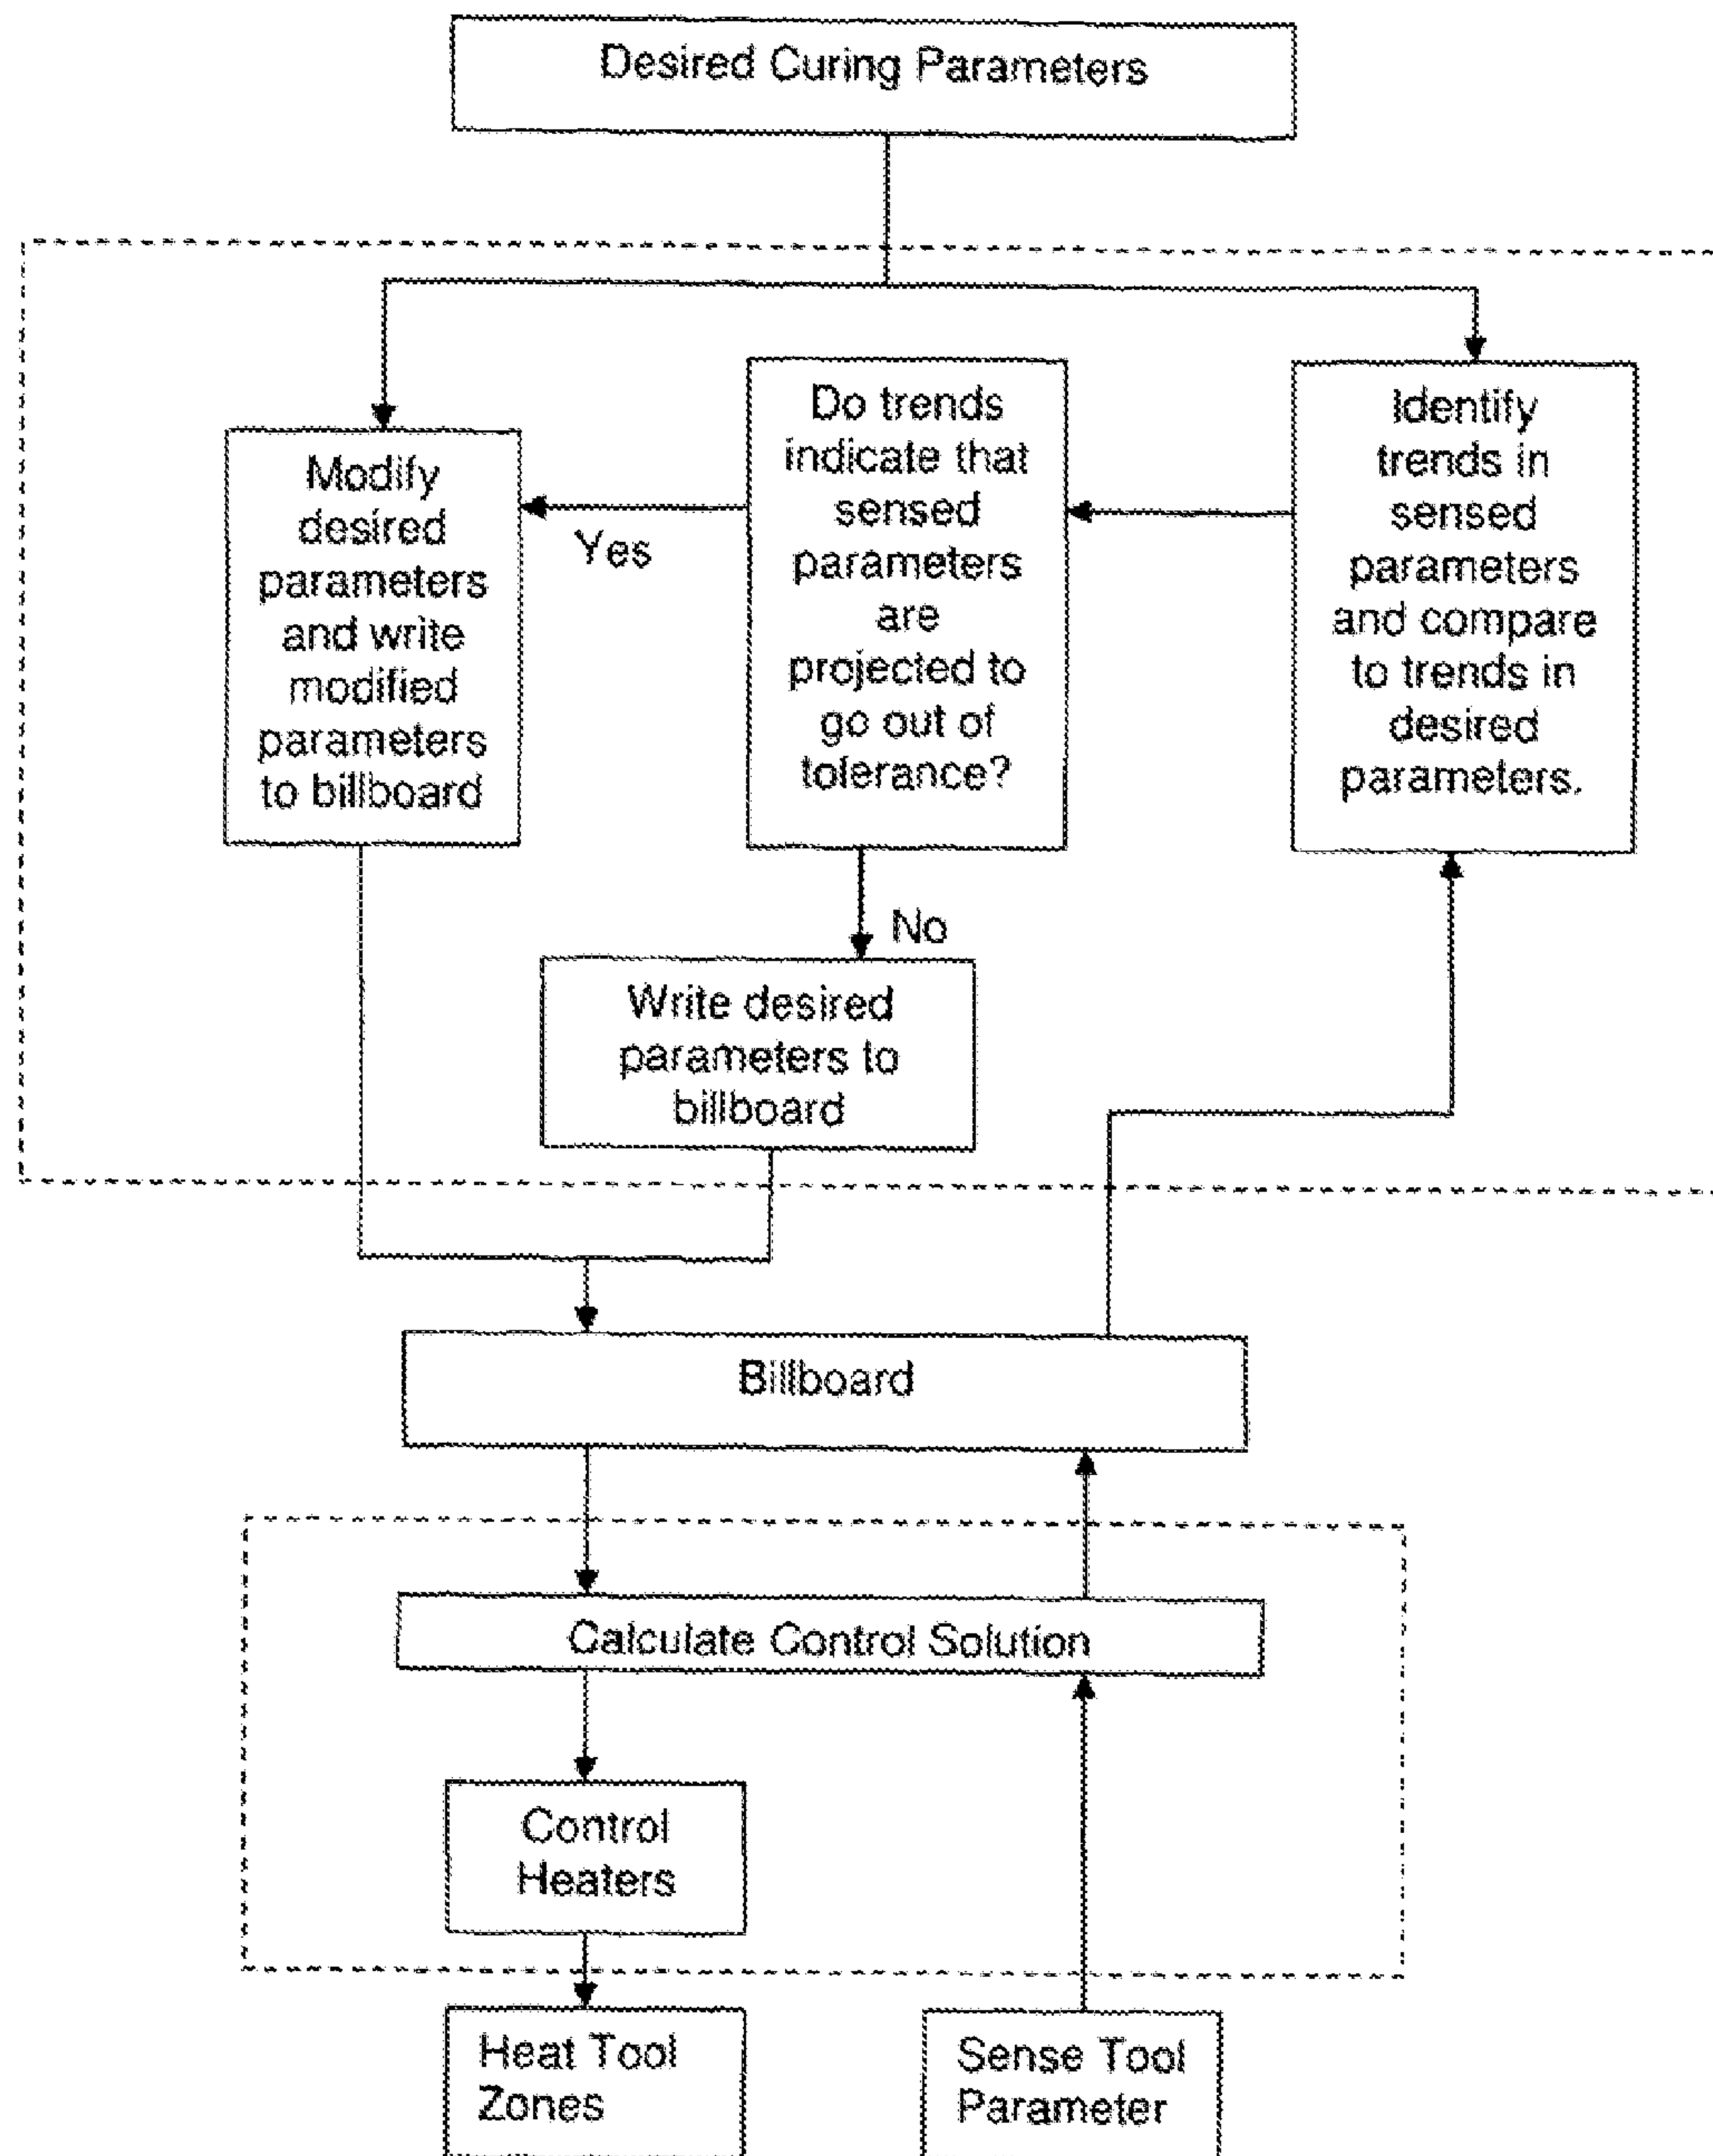 Desired Curing Parameters
Modify
desired
parameters
and write
modified
parameters
to billboard
Yes
Do trends
indicate that
sensed
parameters
are
projected to
go out of
tolerance?
Identify
trends in
sensed
parameters
and compare
to trends in
desired
parameters.
No
Write desired
parameters to
billboard
Billboard
Calculate Control Solution
Control
Heaters
Heat Tool
Zones
Sense Tool
Parameter